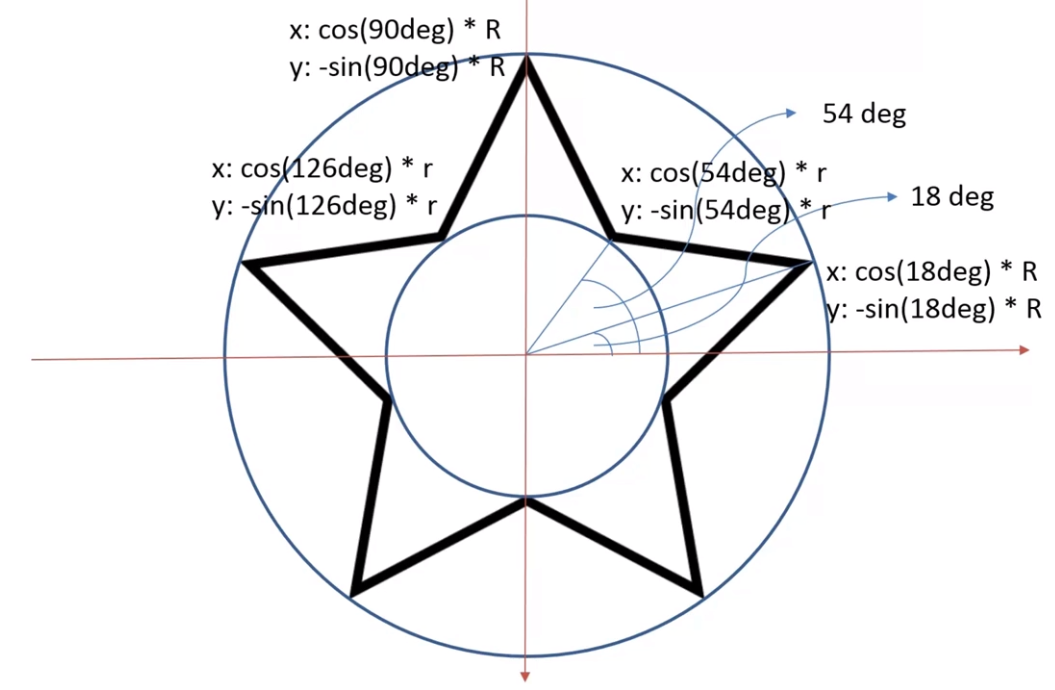 x: cos(90deg) * R
y: -sin(90deg) * R
54 deg
x: cos(126deg) * r
y: -sin(126deg) * r
x: cos(54deg) * r
y: -sin(54deg) * r
18 deg
x: cos(18deg) * R
y: -sin(18deg) * R